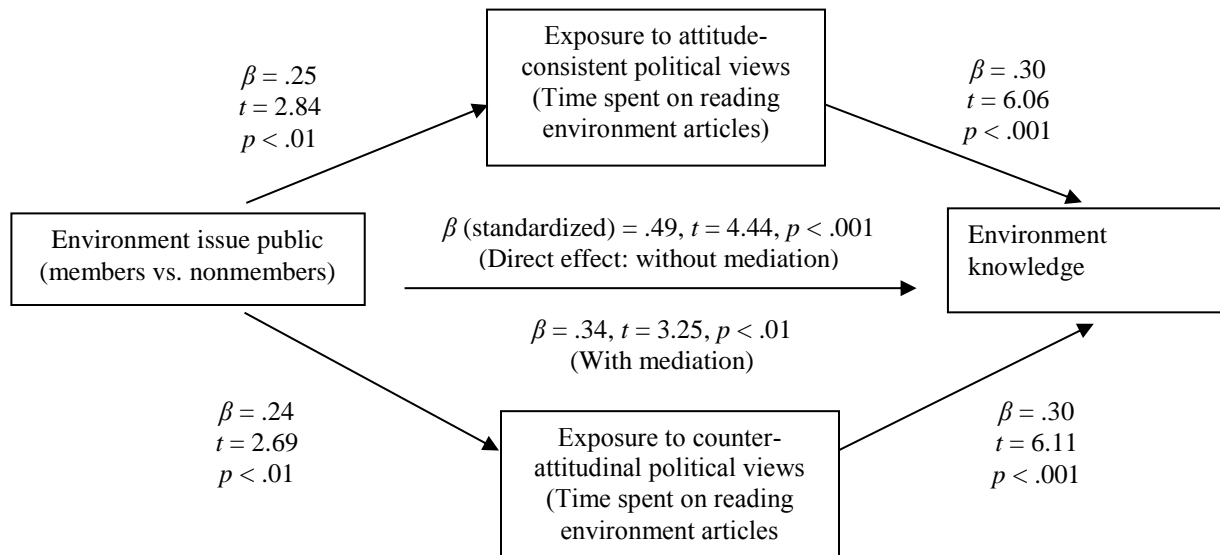 Exposure to attitude-
consistent political views
(Time spent on reading
environment articles)
β = .25
t = 2.84
p < .01
β = .30
t = 6.06
p < .001
Environment issue public
(members vs. nonmembers)
β (standardized) = .49, t = 4.44, p < .001
(Direct effect: without mediation)
Environment
knowledge
β = .34, t = 3.25, p < .01
(With mediation)
β = .24
t = 2.69
p < .01
Exposure to counter-
attitudinal political views
(Time spent on reading
environment articles
β = .30
t = 6.11
p < .001